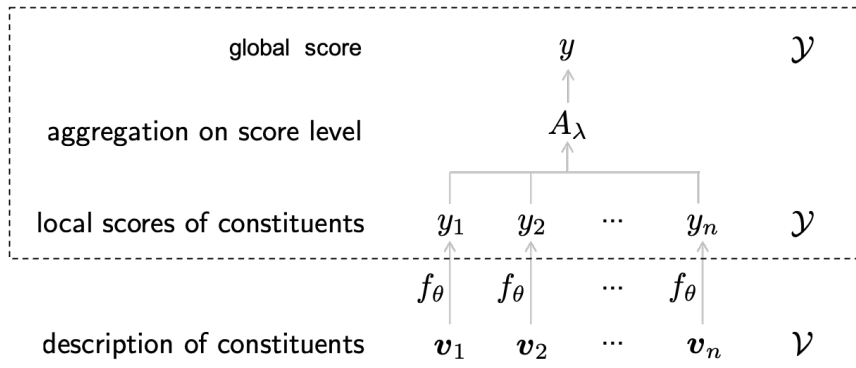 global score y 𝒴
aggregation on score level A_λ
local scores of constituents y_1 y_2 ... y_n 𝒴
f_θ f_θ ... f_θ
description of constituents v_1 v_2 ... v_n 𝒱